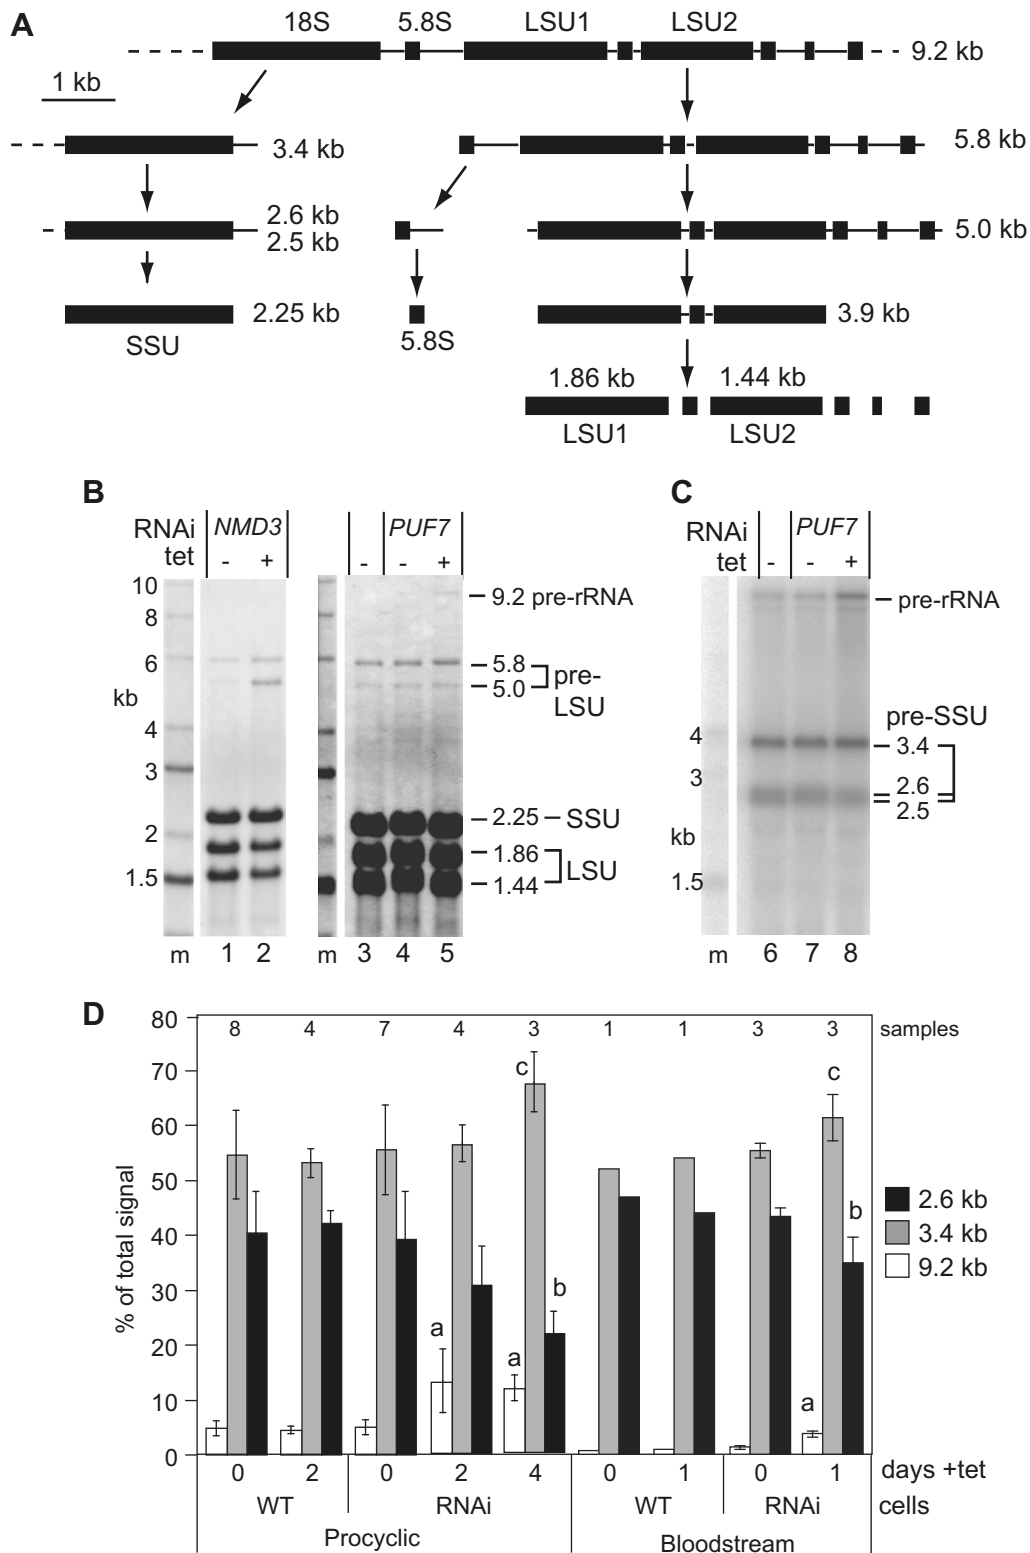 A
18S 5.8S LSU1 LSU2
9.2 kb
1 kb
3.4 kb
5.8 kb
2.6 kb
2.5 kb
5.0 kb
2.25 kb
3.9 kb
SSU
5.8S
1.86 kb 1.44 kb
LSU1 LSU2
B
RNAi NMD3 PUF7
tet - + - - +
10
8
6
kb
4
3
2
1.5
9.2 pre-rRNA
5.8
5.0
pre-
LSU
2.25 SSU
1.86
1.44
LSU
m 1 2 m 3 4 5
C
RNAi PUF7
tet - - +
pre-rRNA
pre-SSU
4
3.4
3
2.6
2.5
kb
1.5
m 6 7 8
D
80
70
60
50
40
30
20
10
0
% of total signal
8 4 7 4 3 1 1 3 3 samples
c c
b b
a a a
2.6 kb
3.4 kb
9.2 kb
0 2 0 2 4 0 1 0 1 days +tet
WT RNAi WT RNAi cells
Procyclic Bloodstream